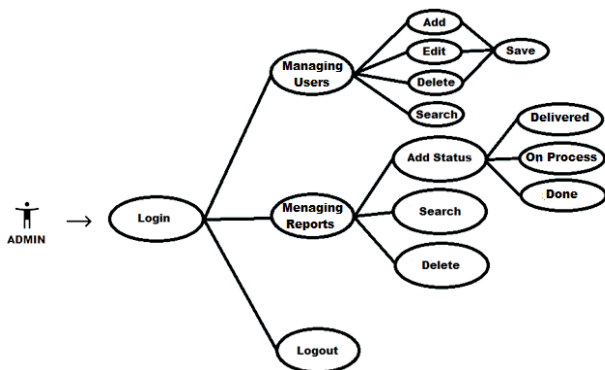 Add
Managing
Users
Edit
Save
Delete
Search
Delivered
Add Status
On Process
Done
ADMIN
Login
Menaging
Reports
Search
Delete
Logout